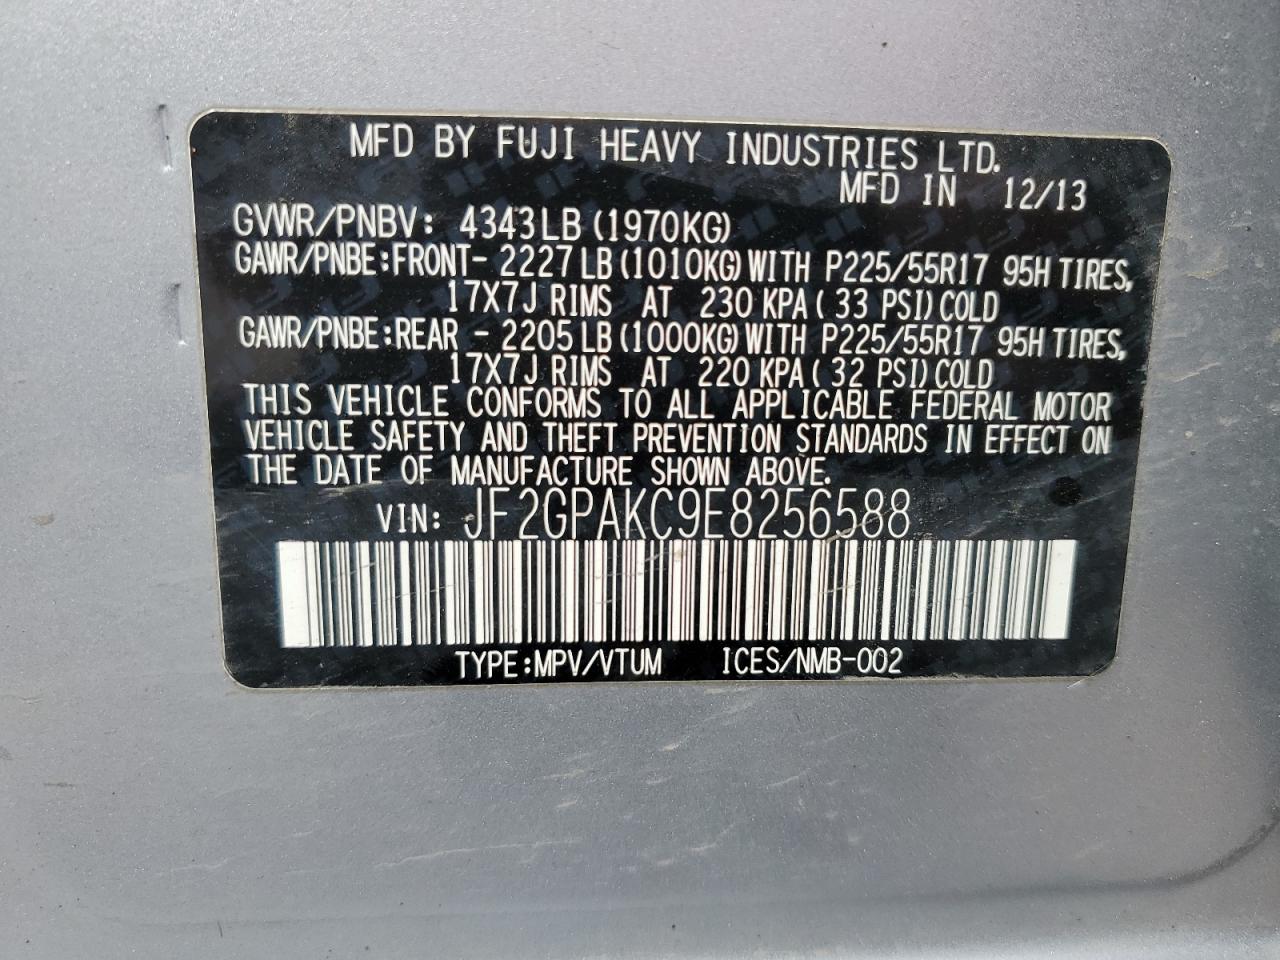 MFD BY FUJI HEAVY INDUSTRIES LTD.
MFD IN 12/13
GVWR/PNBV: 4343LB (1970KG)
GAWR/PNBE:FRONT- 2227 LB (1010KG) WITH P225/55R17 95H TIRES,
17X7J RIMS AT 230 KPA ( 33 PSI) COLD
GAWR/PNBE:REAR - 2205 LB (1000KG) WITH P225/55R17 95H TIRES,
17X7J RIMS AT 220 KPA ( 32 PSI) COLD
THIS VEHICLE CONFORMS TO ALL APPLICABLE FEDERAL MOTOR
VEHICLE SAFETY AND THEFT PREVENTION STANDARDS IN EFFECT ON
THE DATE OF MANUFACTURE SHOWN ABOVE.
VIN: JF2GPAKC9E8256588
TYPE:MPV/VTUM ICES/NMB-002